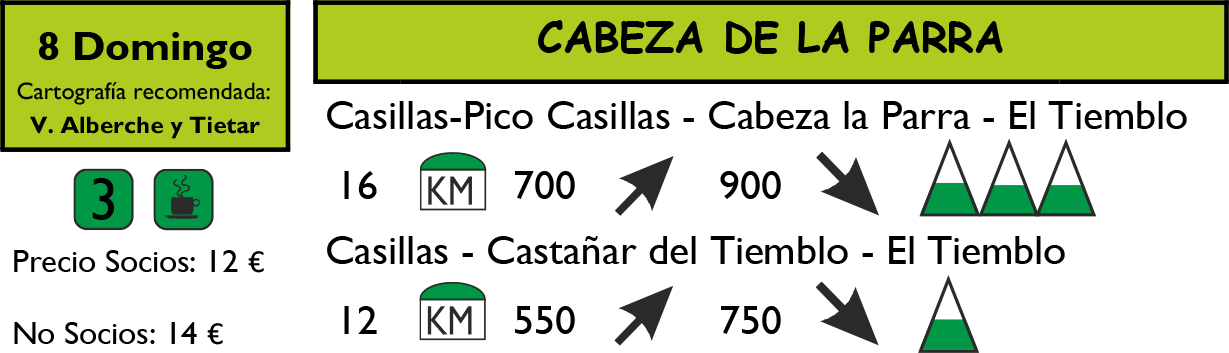 8 Domingo
Cartografía recomendada:
V. Alberche y Tietar
3
Precio Socios: 12 €
No Socios: 14 €
CABEZA DE LA PARRA
Casillas-Pico Casillas - Cabeza la Parra - El Tiemblo
16 KM 700 900
Casillas - Castañar del Tiemblo - El Tiemblo
12 KM 550 750